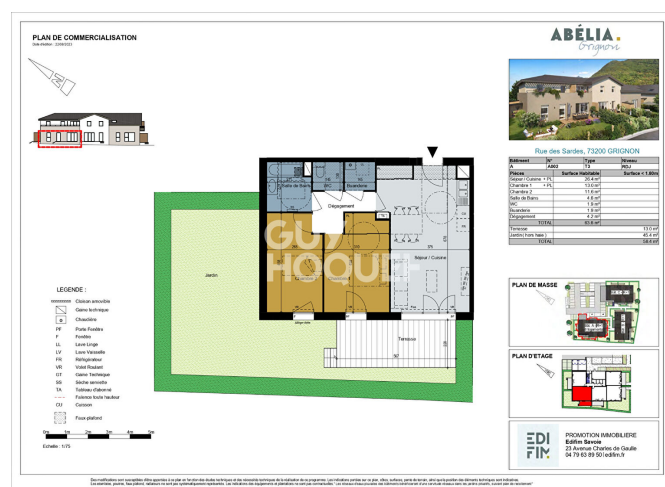 PLAN DE COMMERCIALISATION
ABÉLIA
Grignon
Rue des Sardes, 73200 GRIGNON
Bâtiment N° Type Niveau
A A002 T3 RDJ
Pièces Surface Habitable Surface < 1.80m
Séjour / Cuisine + PL 26.4 m²
Chambre 1 + PL 13.0 m²
Chambre 2 11.6 m²
Salle de Bains 4.6 m²
WC 1.9 m²
Buanderie 1.9 m²
Dégagement 4.2 m²
TOTAL 63.6 m²
Terrasse 13.0 m²
Jardin ( hors haie ) 45.4 m²
TOTAL 58.4 m²
Salle de Bains
WC
Buanderie
Dégagement
Séjour / Cuisine
GUY
HOQUET
Jardin
Terrasse
LEGENDE :
Cloison amovible
Gaine technique
Chaudière
PF Porte Fenêtre
F Fenêtre
LL Lave Linge
LV Lave Vaisselle
FR Réfrigérateur
VR Volet Roulant
GT Gaine Technique
SS Sèche serviette
TA Tableau d'abonné
Faïence toute hauteur
CU Cuisson
Faux-plafond
0m 1m 2m 3m 4m 5m
Echelle : 1/75
PLAN DE MASSE
PLAN D'ETAGE
EDI
FIM
PROMOTION IMMOBILIERE
Edifim Savoie
23 Avenue Charles de Gaulle
04 79 63 89 50 | edifim.fr